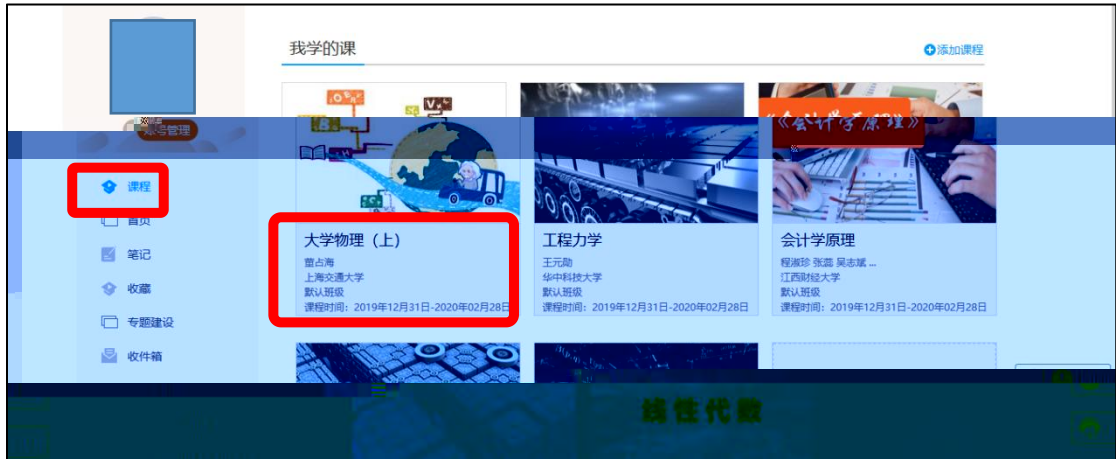 我学的课
添加课程
账号管理
《会计学原理》
课程
首页
笔记
收藏
专题建设
收件箱
大学物理（上）
董占海
上海交通大学
默认班级
课程时间：2019年12月31日-2020年02月28日
工程力学
王元勋
华中科技大学
默认班级
课程时间：2019年12月31日-2020年02月28日
会计学原理
程淑珍 张蕊 吴志斌 ...
江西财经大学
默认班级
课程时间：2019年12月31日-2020年02月28日
线性代数